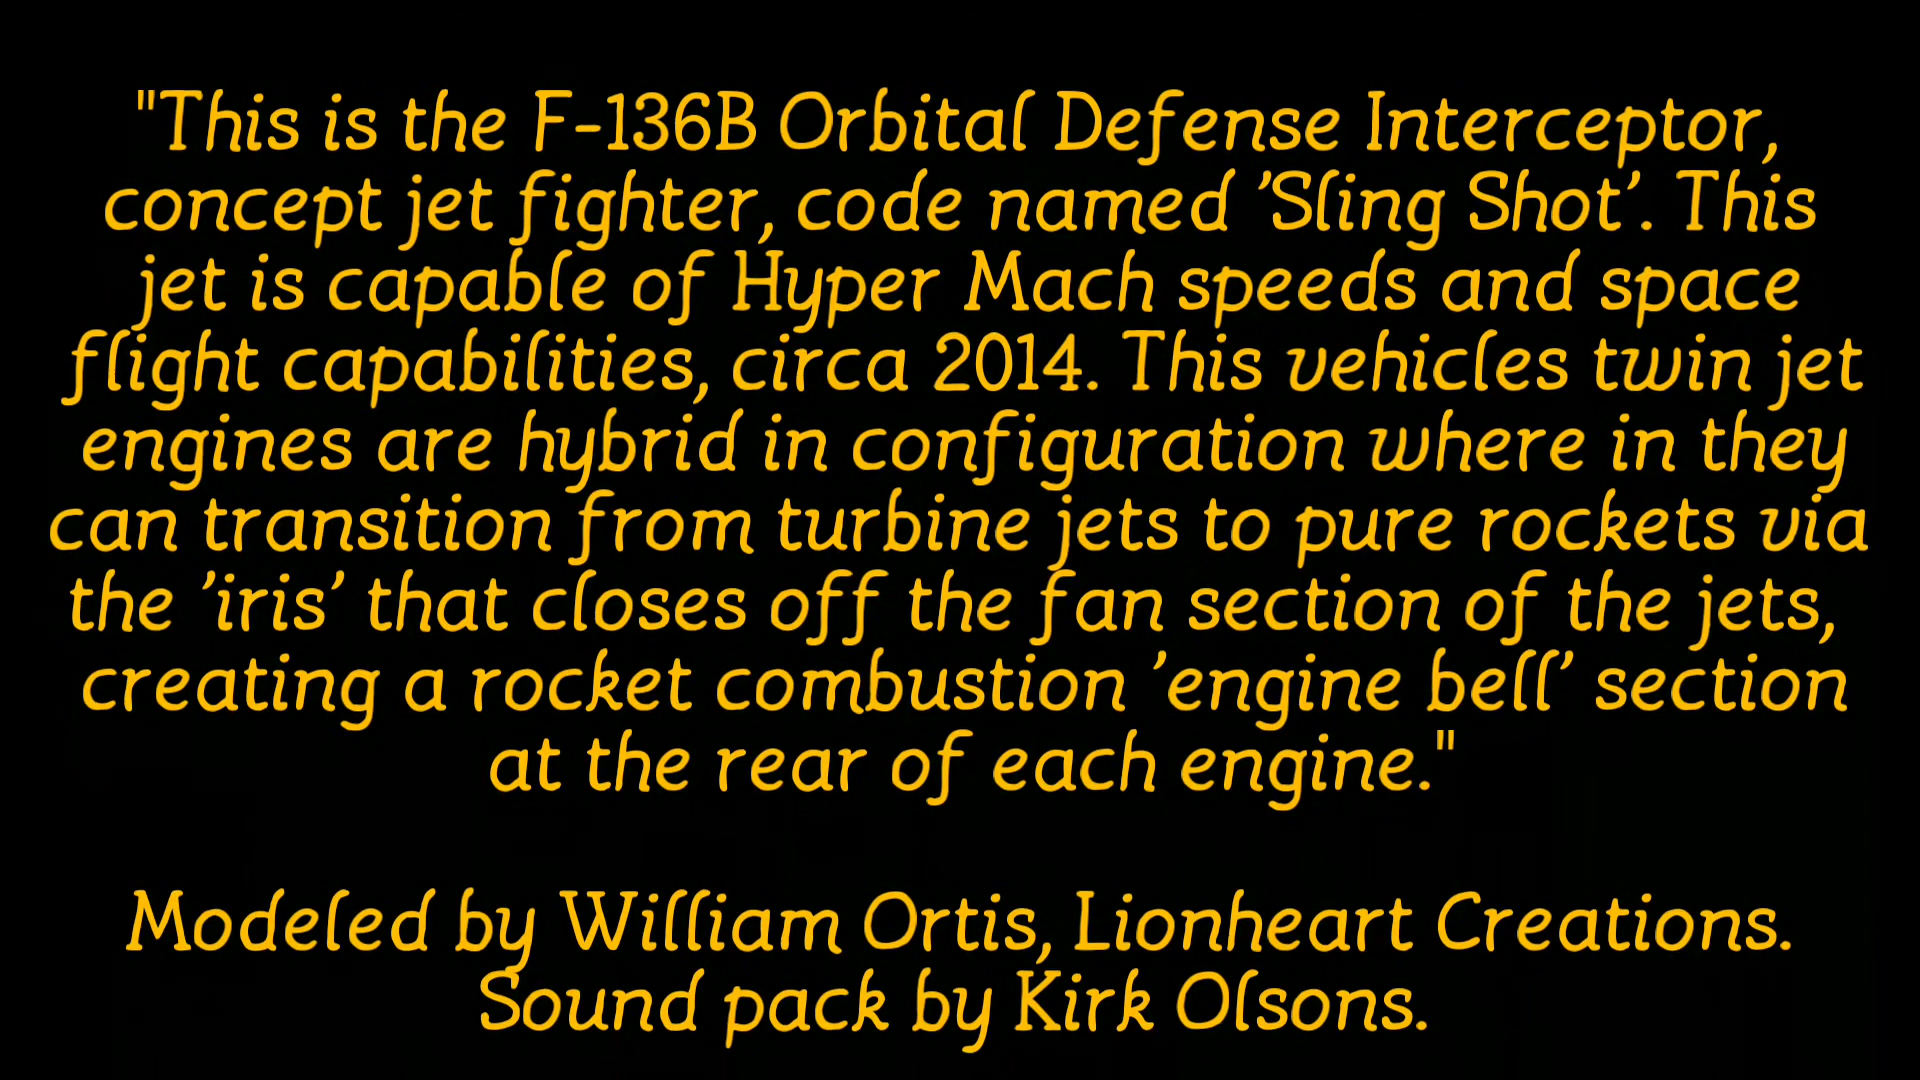 "This is the F-136B Orbital Defense Interceptor,
concept jet fighter, code named 'Sling Shot'. This
jet is capable of Hyper Mach speeds and space
flight capabilities, circa 2014. This vehicles twin jet
engines are hybrid in configuration where in they
can transition from turbine jets to pure rockets via
the 'iris' that closes off the fan section of the jets,
creating a rocket combustion 'engine bell' section
at the rear of each engine."
Modeled by William Ortis, Lionheart Creations.
Sound pack by Kirk Olsons.